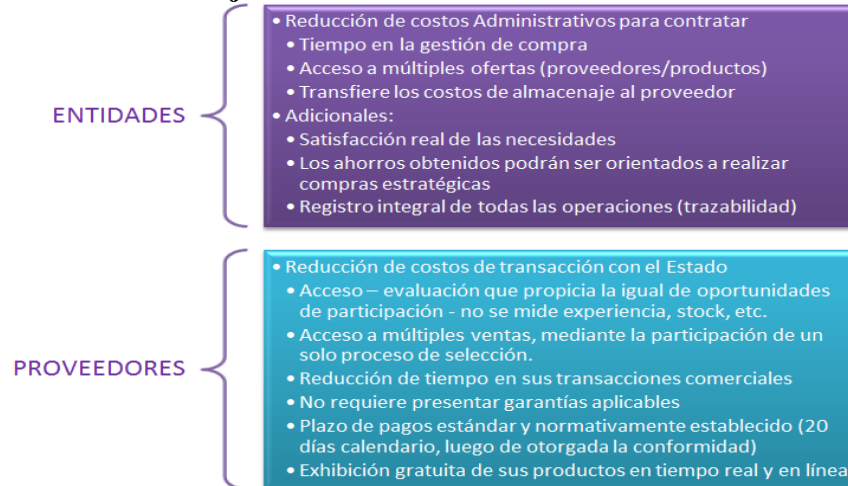 • Reducción de costos Administrativos para contratar
• Tiempo en la gestión de compra
• Acceso a múltiples ofertas (proveedores/productos)
• Transfiere los costos de almacenaje al proveedor
ENTIDADES
• Adicionales:
• Satisfacción real de las necesidades
• Los ahorros obtenidos podrán ser orientados a realizar
compras estratégicas
• Registro integral de todas las operaciones (trazabilidad)
• Reducción de costos de transacción con el Estado
• Acceso – evaluación que propicia la igual de oportunidades
de participación - no se mide experiencia, stock, etc.
• Acceso a múltiples ventas, mediante la participación de un
solo proceso de selección.
PROVEEDORES
• Reducción de tiempo en sus transacciones comerciales
• No requiere presentar garantías aplicables
• Plazo de pagos estándar y normativamente establecido (20
días calendario, luego de otorgada la conformidad)
• Exhibición gratuita de sus productos en tiempo real y en línea